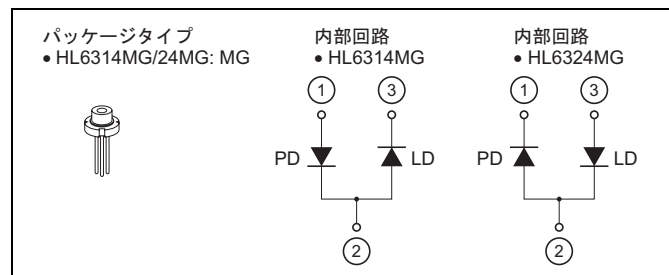 パッケージタイプ
• HL6314MG/24MG: MG
内部回路
• HL6314MG
1 3
PD LD
2
内部回路
• HL6324MG
1 3
PD LD
2